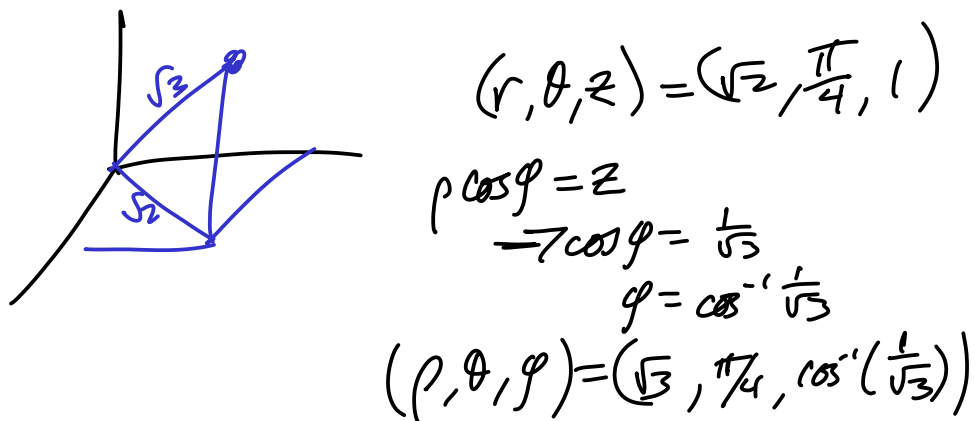 √3
√2
(r, θ, z) = (√2, π/4, 1)
ρ cos φ = z
→ cos φ = 1/√3
φ = cos⁻¹ 1/√3
(ρ, θ, φ) = (√3, π/4, cos⁻¹(1/√3))